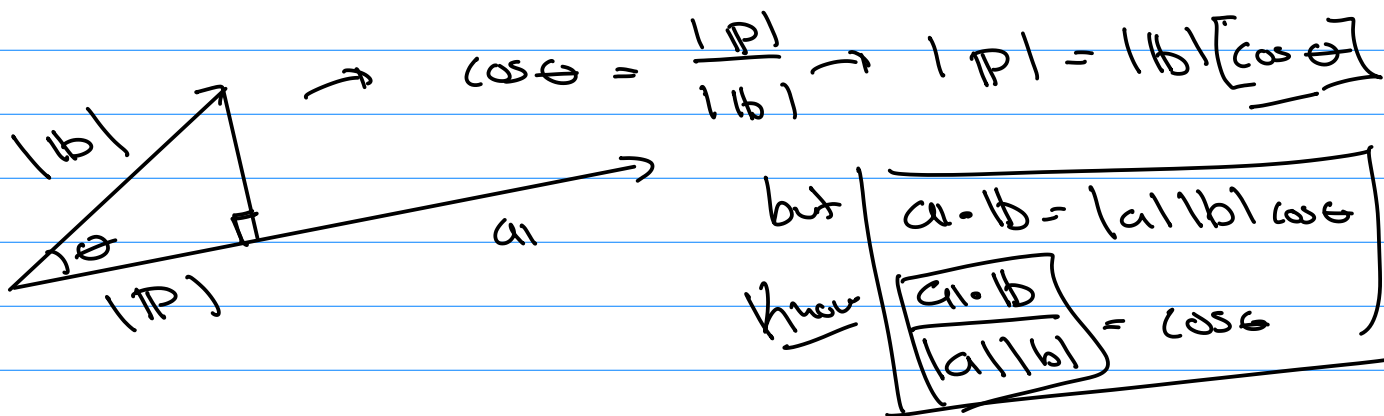 cos θ = |p| / |b| → |p| = |b| [cos θ]
|b|
θ
|p|
a
but a · b = |a||b| cos θ
know a · b / |a||b| = cos θ